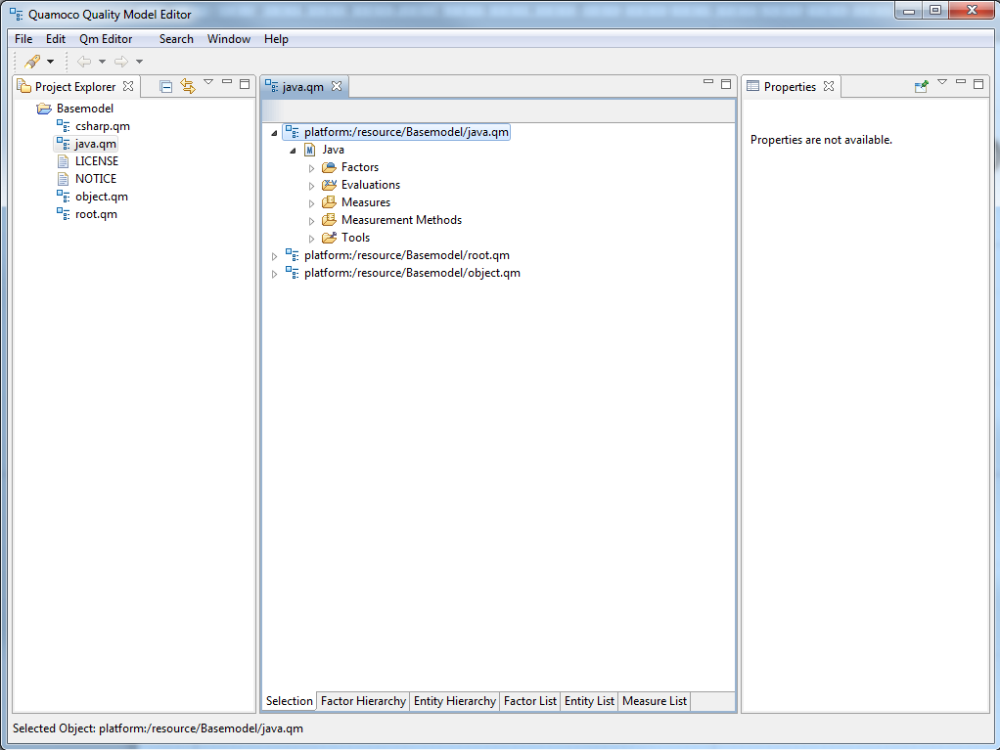 Quamoco Quality Model Editor
File Edit Qm Editor Search Window Help
Project Explorer
Basemodel
csharp.qm
java.qm
LICENSE
NOTICE
object.qm
root.qm
java.qm
platform:/resource/Basemodel/java.qm
Java
Factors
Evaluations
Measures
Measurement Methods
Tools
platform:/resource/Basemodel/root.qm
platform:/resource/Basemodel/object.qm
Selection Factor Hierarchy Entity Hierarchy Factor List Entity List Measure List
Properties
Properties are not available.
Selected Object: platform:/resource/Basemodel/java.qm